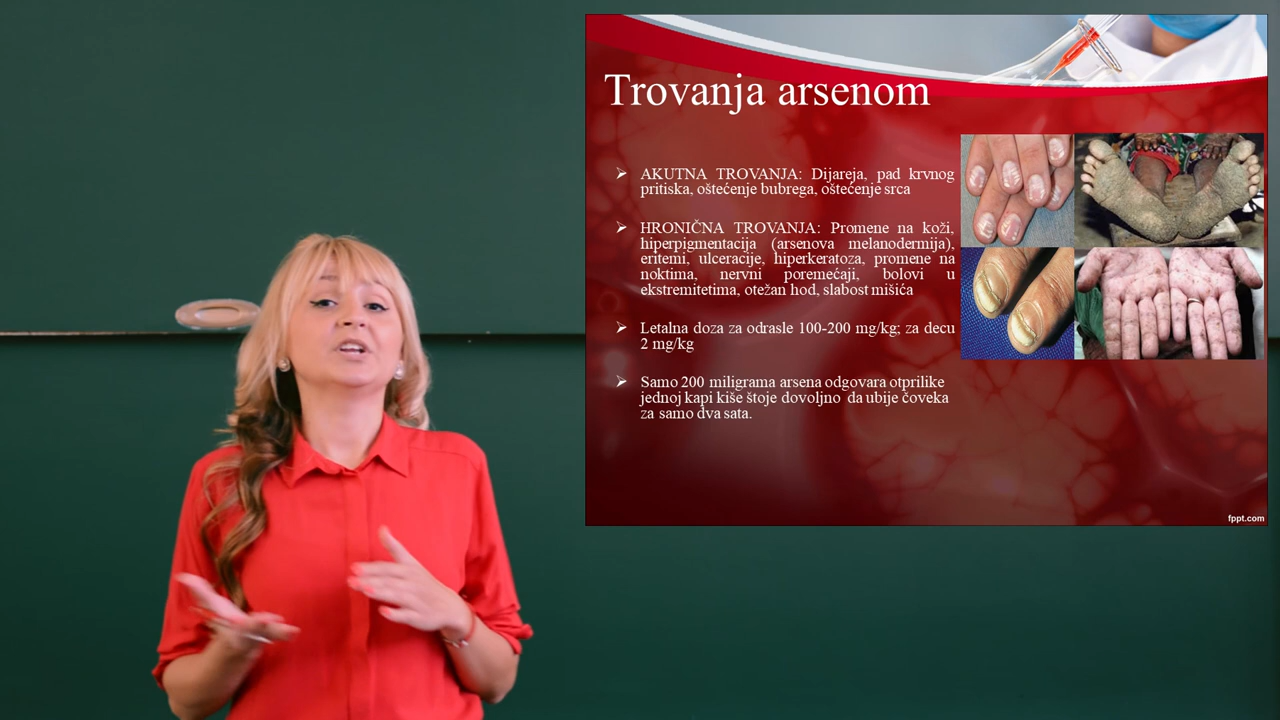 Trovanja arsenom
AKUTNA TROVANJA: Dijareja, pad krvnog
pritiska, oštećenje bubrega, oštećenje srca
HRONIČNA TROVANJA: Promene na koži,
hiperpigmentacija (arsenova melanodermija),
eritemi, ulceracije, hiperkeratoza, promene na
noktima, nervni poremećaji, bolovi u
ekstremitetima, otežan hod, slabost mišića
Letalna doza za odrasle 100-200 mg/kg; za decu
2 mg/kg
Samo 200 miligrama arsena odgovara otprilike
jednoj kapi kiše štoje dovoljno da ubije čoveka
za samo dva sata.
fppt.com